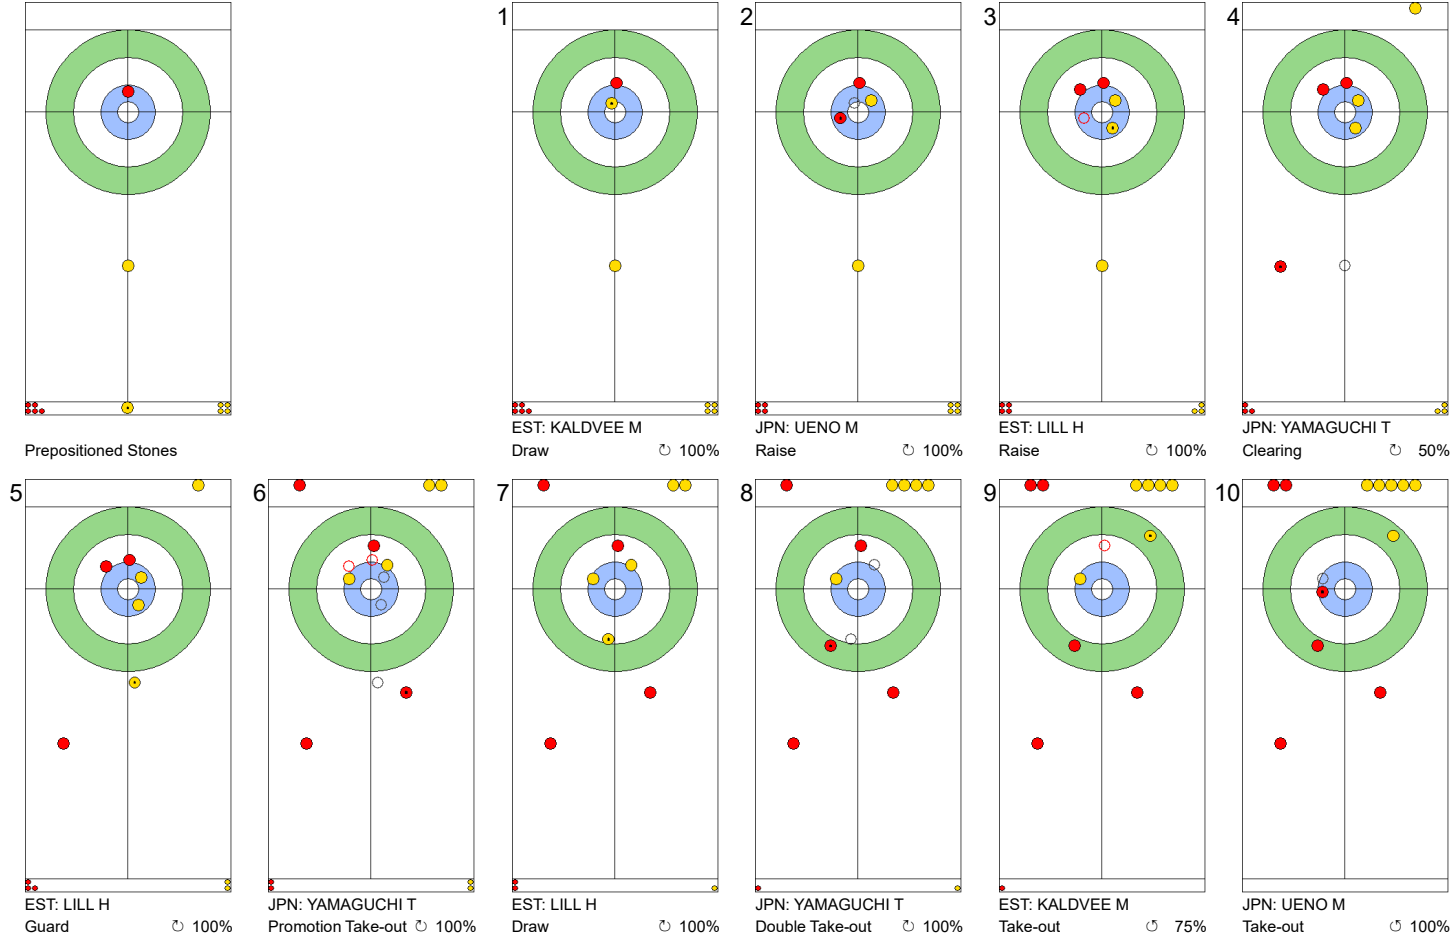 1
2
3
4
Prepositioned Stones
EST: KALDVEE M
Draw ↻ 100%
JPN: UENO M
Raise ↻ 100%
EST: LILL H
Raise ↻ 100%
JPN: YAMAGUCHI T
Clearing ↻ 50%
5
6
7
8
9
10
EST: LILL H
Guard ↻ 100%
JPN: YAMAGUCHI T
Promotion Take-out ↻ 100%
EST: LILL H
Draw ↻ 100%
JPN: YAMAGUCHI T
Double Take-out ↻ 100%
EST: KALDVEE M
Take-out ↺ 75%
JPN: UENO M
Take-out ↺ 100%